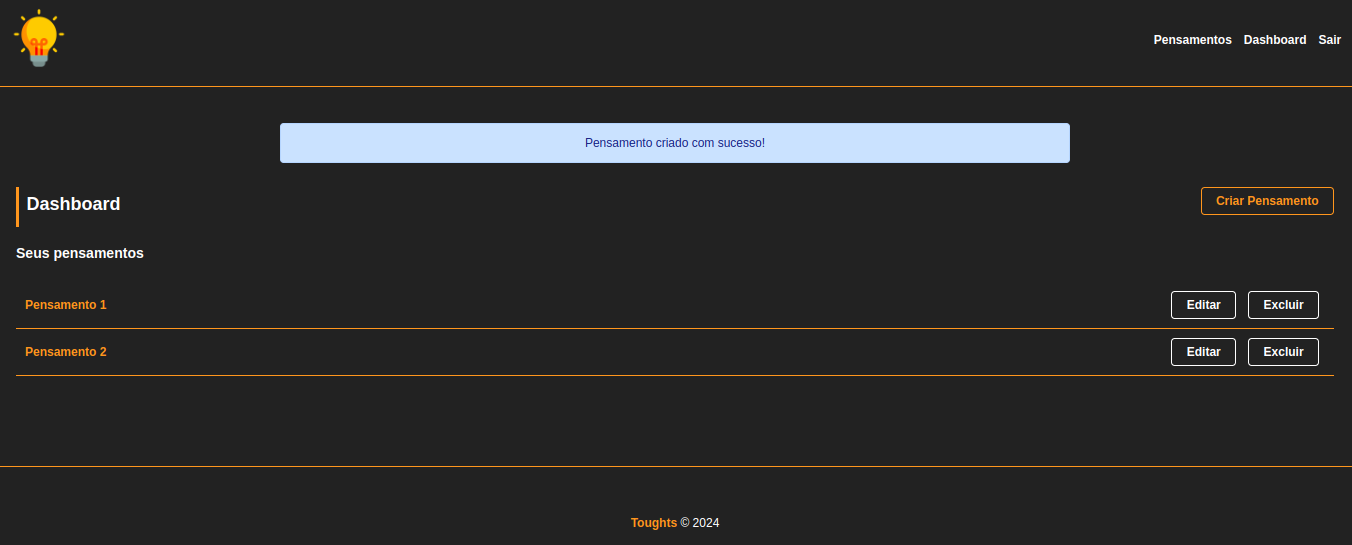 Pensamentos Dashboard Sair
Pensamento criado com sucesso!
Dashboard
Criar Pensamento
Seus pensamentos
Pensamento 1 Editar Excluir
Pensamento 2 Editar Excluir
Toughts © 2024